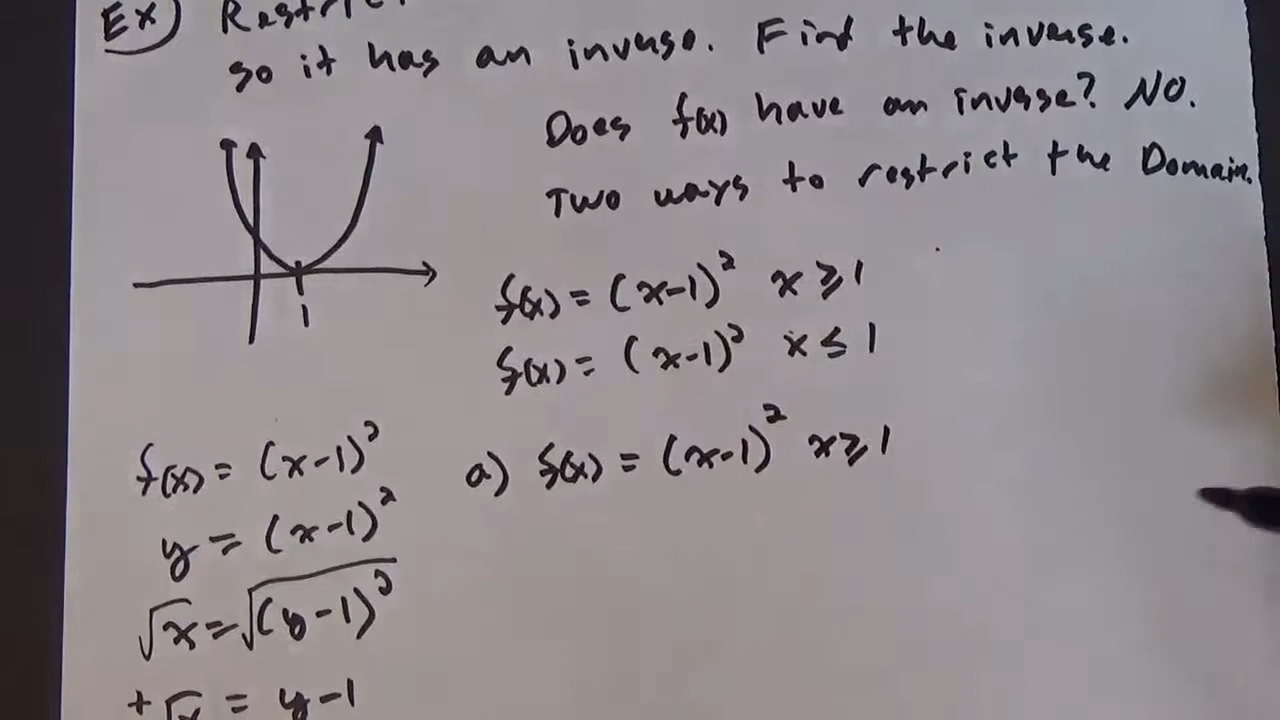 Ex)
so it has an inverse. Find the inverse.
Does f(x) have an inverse? NO.
Two ways to restrict the Domain.
f(x) = (x-1)² x ≥ 1
f(x) = (x-1)² x ≤ 1
1
f(x) = (x-1)²
y = (x-1)²
√x = √(y-1)²
= y-1
a) f(x) = (x-1)² x ≥ 1